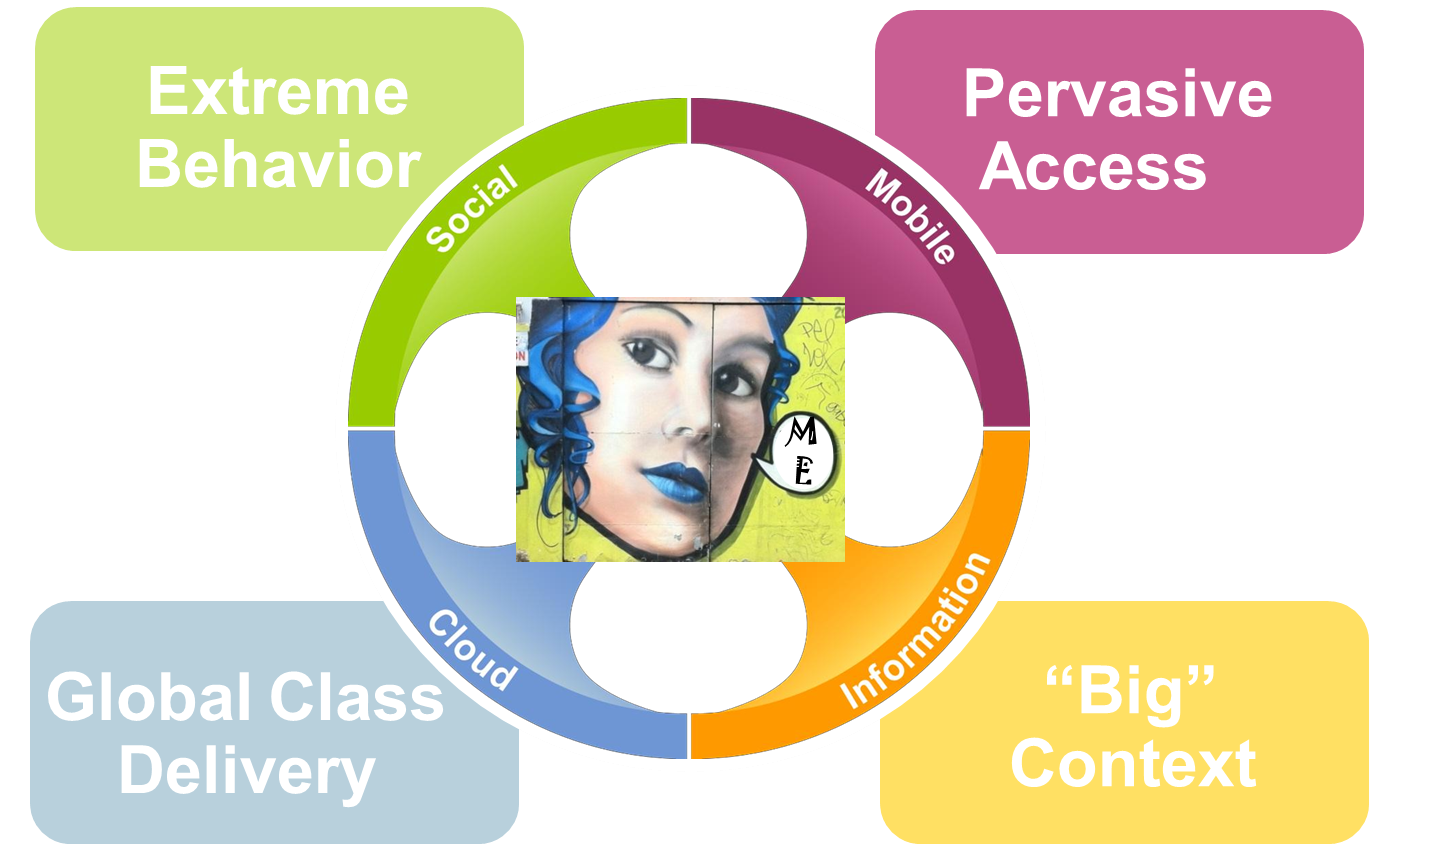 Extreme
Behavior
Pervasive
Access
Social
Mobile
M
E
Cloud
Information
Global Class
Delivery
“Big”
Context